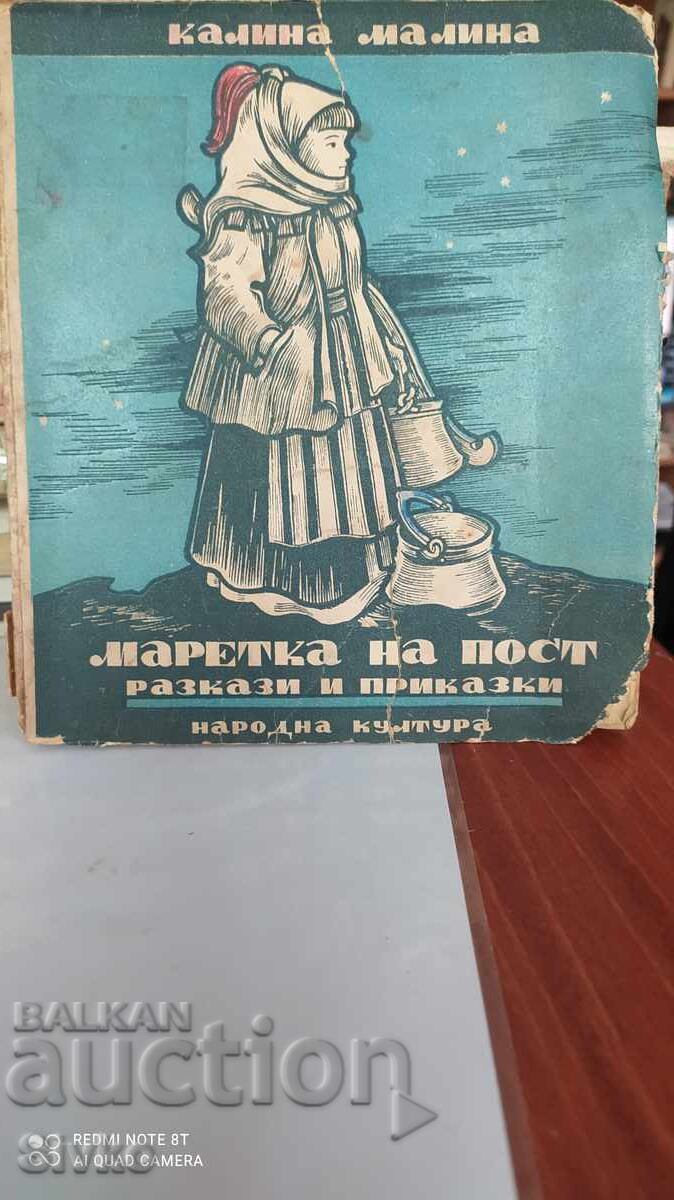 КАЛИНА МАЛИНА
МАРЕТКА НА ПОСТ
РАЗКАЗИ И ПРИКАЗКИ
НАРОДНА КУЛТУРА
BALKAN
auction
REDMI NOTE 8T
AI QUAD CAMERA